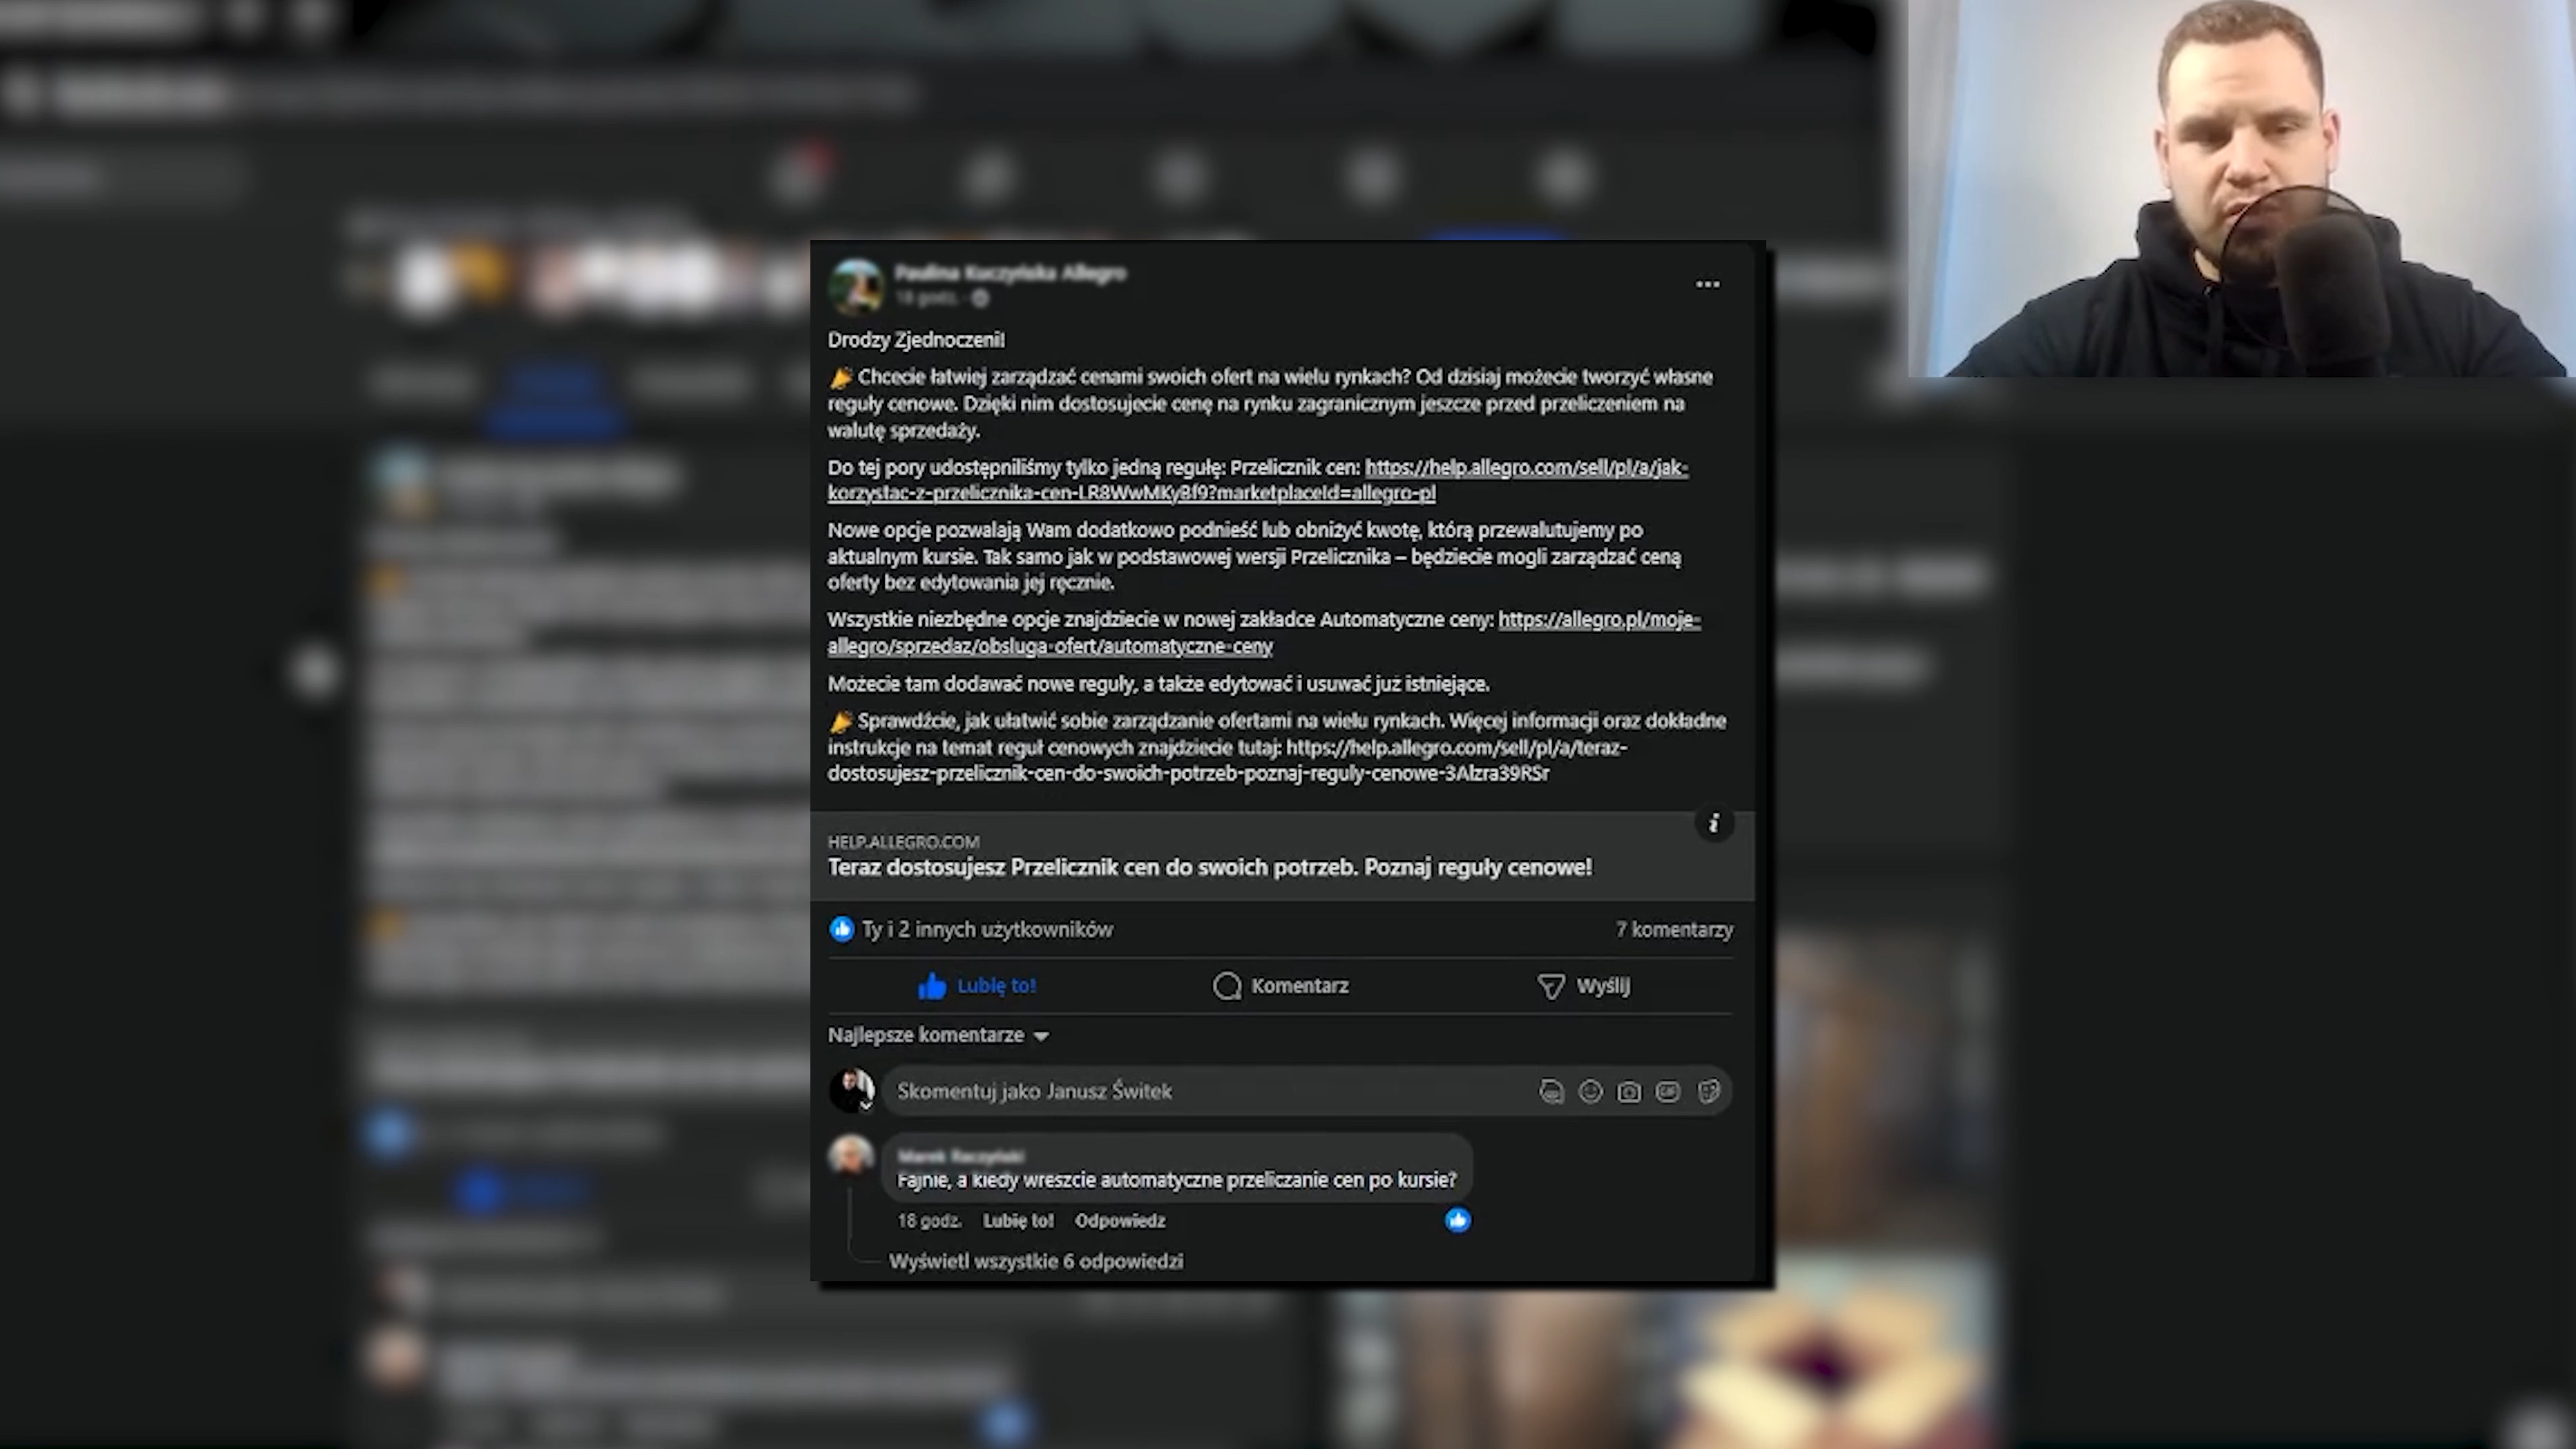 Paulina Kuczyńska Allegro
18 godz.
Drodzy Zjednoczeni!
Chcecie łatwiej zarządzać cenami swoich ofert na wielu rynkach? Od dzisiaj możecie tworzyć własne
reguły cenowe. Dzięki nim dostosujecie cenę na rynku zagranicznym jeszcze przed przeliczeniem na
walutę sprzedaży.
Do tej pory udostępniliśmy tylko jedną regułę: Przelicznik cen: https://help.allegro.com/sell/pl/a/jak-
korzystac-z-przelicznika-cen-LR8WwMKyBf9?marketplaceId=allegro-pl
Nowe opcje pozwalają Wam dodatkowo podnieść lub obniżyć kwotę, którą przewalutujemy po
aktualnym kursie. Tak samo jak w podstawowej wersji Przelicznika – będziecie mogli zarządzać ceną
oferty bez edytowania jej ręcznie.
Wszystkie niezbędne opcje znajdziecie w nowej zakładce Automatyczne ceny: https://allegro.pl/moje-
allegro/sprzedaz/obsluga-ofert/automatyczne-ceny
Możecie tam dodawać nowe reguły, a także edytować i usuwać już istniejące.
Sprawdźcie, jak ułatwić sobie zarządzanie ofertami na wielu rynkach. Więcej informacji oraz dokładne
instrukcje na temat reguł cenowych znajdziecie tutaj: https://help.allegro.com/sell/pl/a/teraz-
dostosujesz-przelicznik-cen-do-swoich-potrzeb-poznaj-reguly-cenowe-3Alzra39RSr
HELP.ALLEGRO.COM
Teraz dostosujesz Przelicznik cen do swoich potrzeb. Poznaj reguły cenowe!
Ty i 2 innych użytkowników 7 komentarzy
Lubię to! Komentarz Wyślij
Najlepsze komentarze
Skomentuj jako Janusz Świtek
Marek
Fajnie, a kiedy wreszcie automatyczne przeliczanie cen po kursie?
18 godz. Lubię to! Odpowiedz
Wyświetl wszystkie 6 odpowiedzi